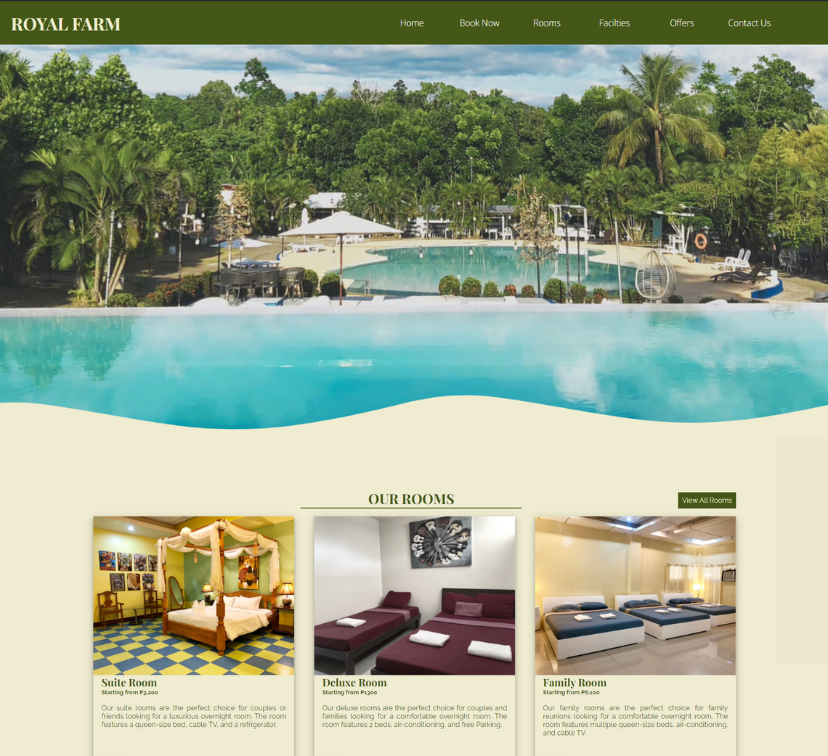 ROYAL FARM
Home Book Now Rooms Facilties Offers Contact Us
OUR ROOMS
View All Rooms
Suite Room
Starting from P3,200
Our suite rooms are the perfect choice for couples or
friends looking for a luxurious overnight room. The room
features a queen-size bed, cable TV, and a refrigerator.
Deluxe Room
Starting from P1300
Our deluxe rooms are the perfect choice for couples and
families looking for a comfortable overnight room. The
room features 2 beds, air-conditioning, and free Parking.
Family Room
Starting from P6,100
Our family rooms are the perfect choice for family
reunions looking for a comfortable overnight room. The
room features multiple queen-size beds, air-conditioning,
and cable TV.